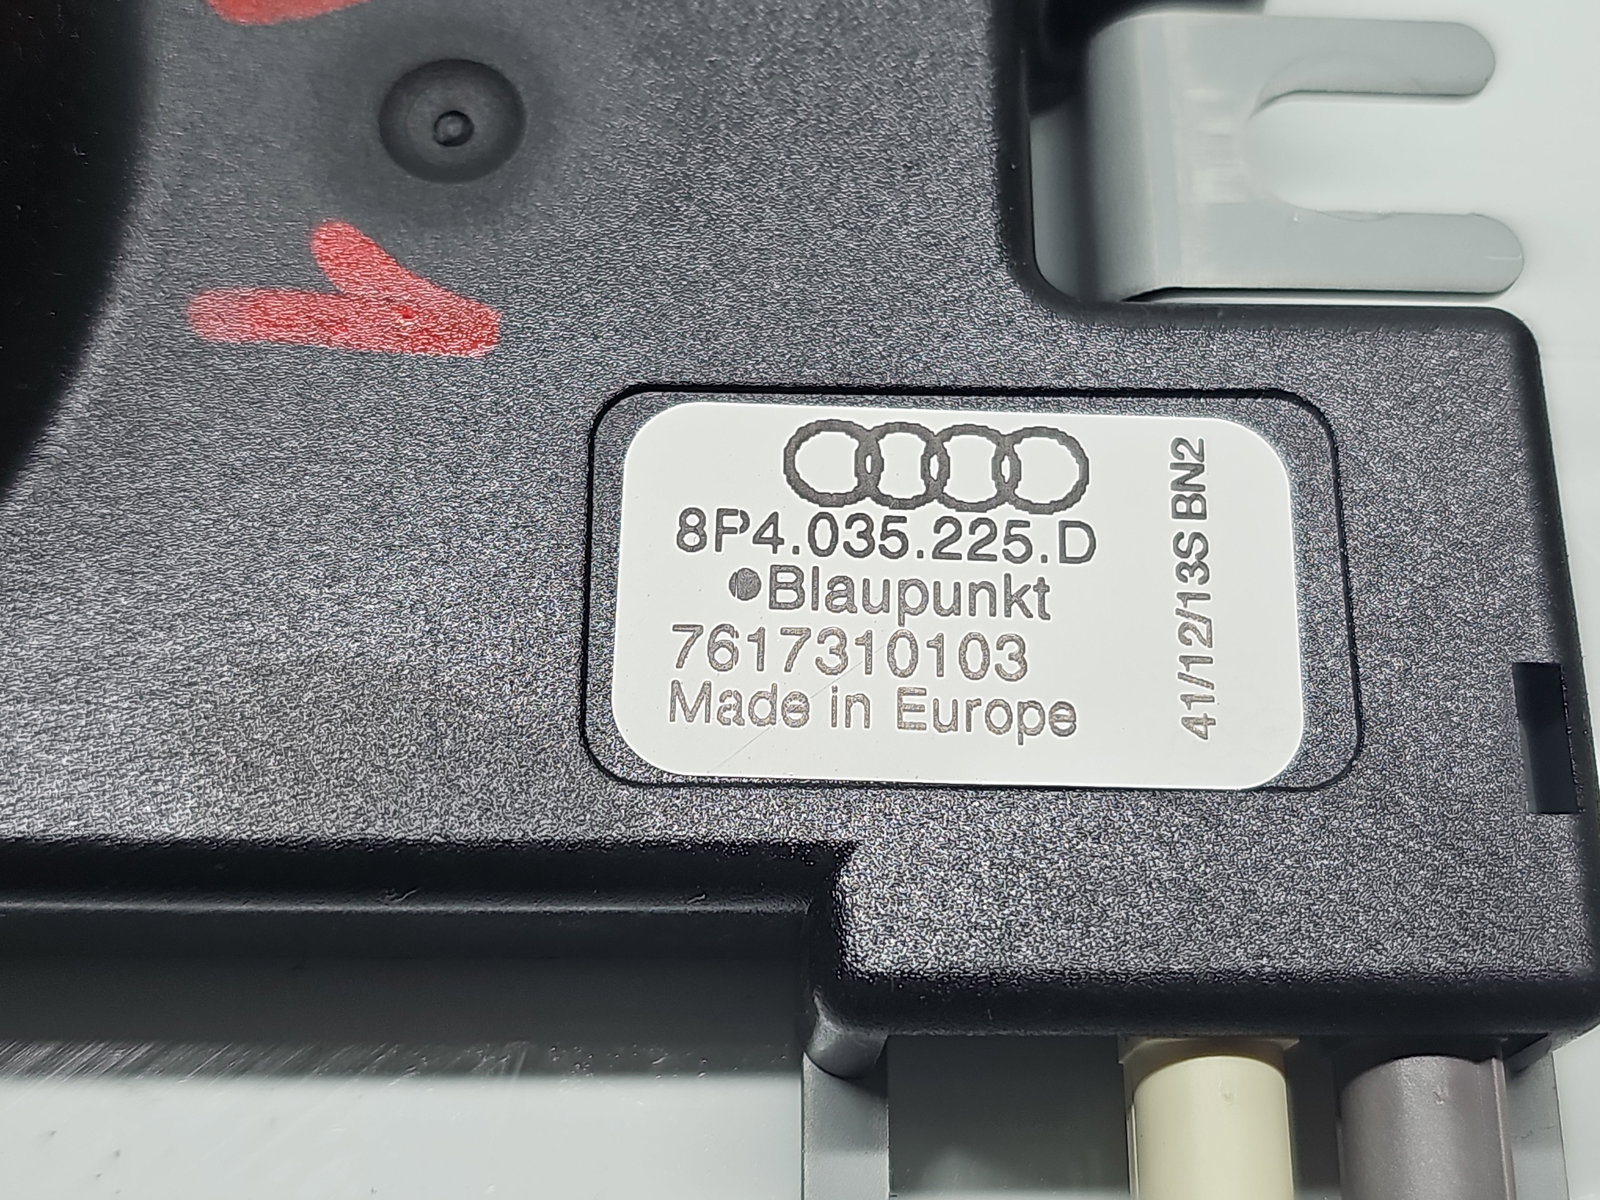 8P4.035.225.D
Blaupunkt
7617310103
Made in Europe
41/12/13S BN2